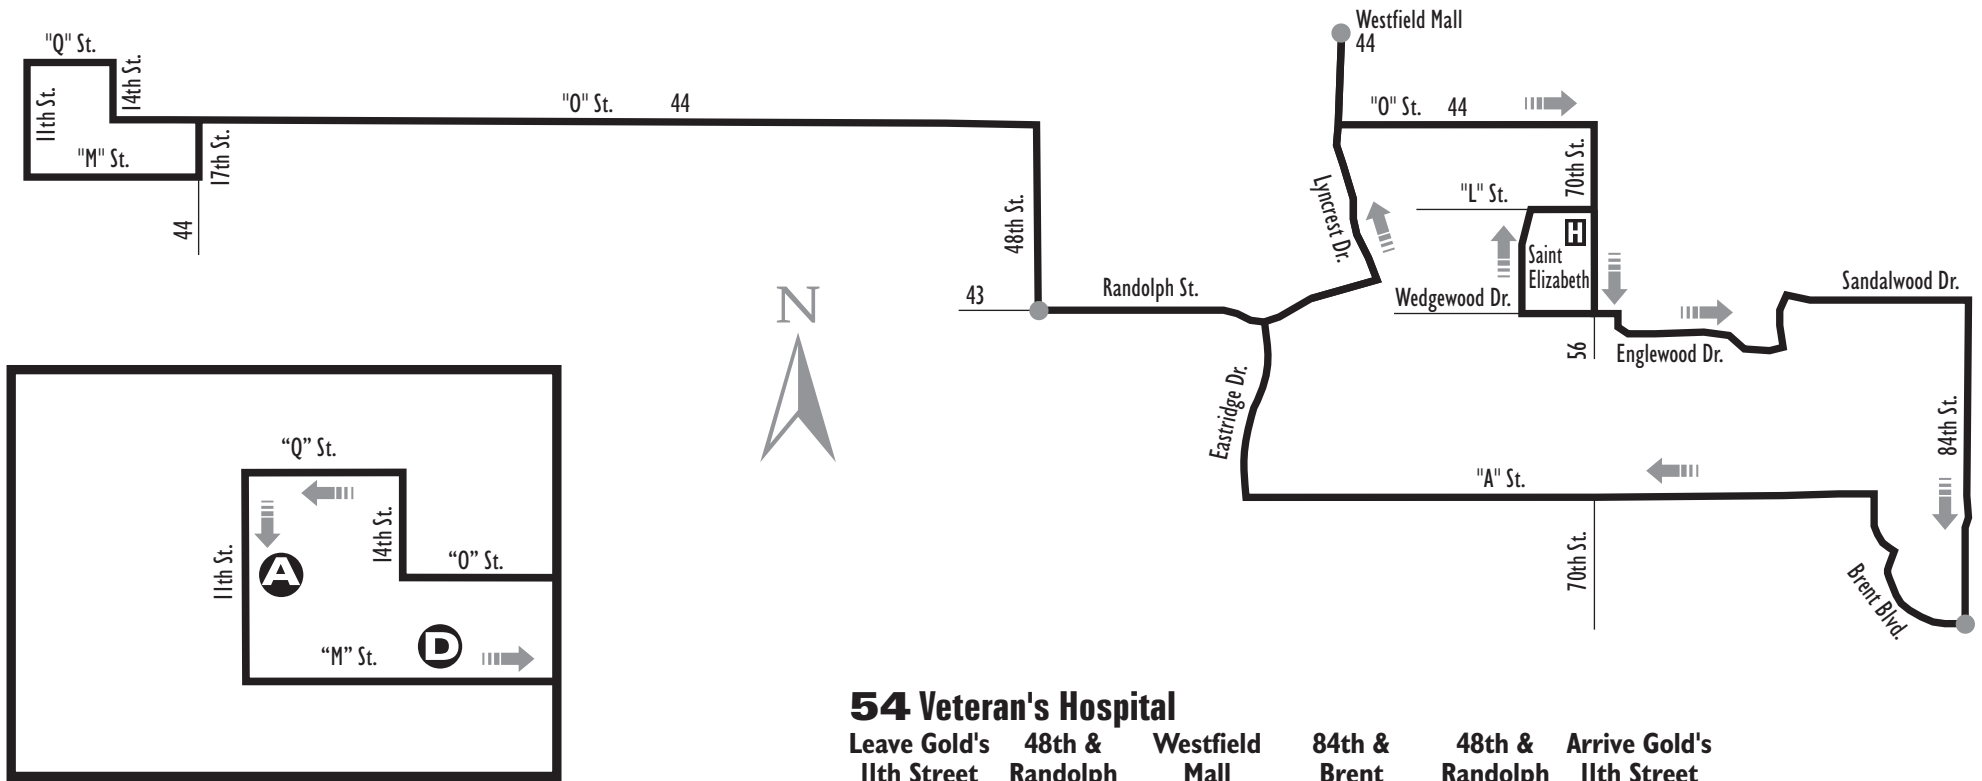 Westfield Mall
44
"Q" St.
14th St.
11th St.
"O" St. 44
"O" St. 44
"M" St.
17th St.
44
70th St.
"L" St.
48th St.
Lyncrest Dr.
H
Saint
Elizabeth
43
Randolph St.
Wedgewood Dr.
Sandalwood Dr.
N
56
Englewood Dr.
Eastridge Dr.
84th St.
"A" St.
70th St.
Brent Blvd.
“Q” St.
14th St.
11th St.
“O” St.
A
“M” St.
D
54 Veteran's Hospital
Leave Gold's 48th & Westfield 84th & 48th & Arrive Gold's
11th Street Randolph Mall Brent Randolph 11th Street